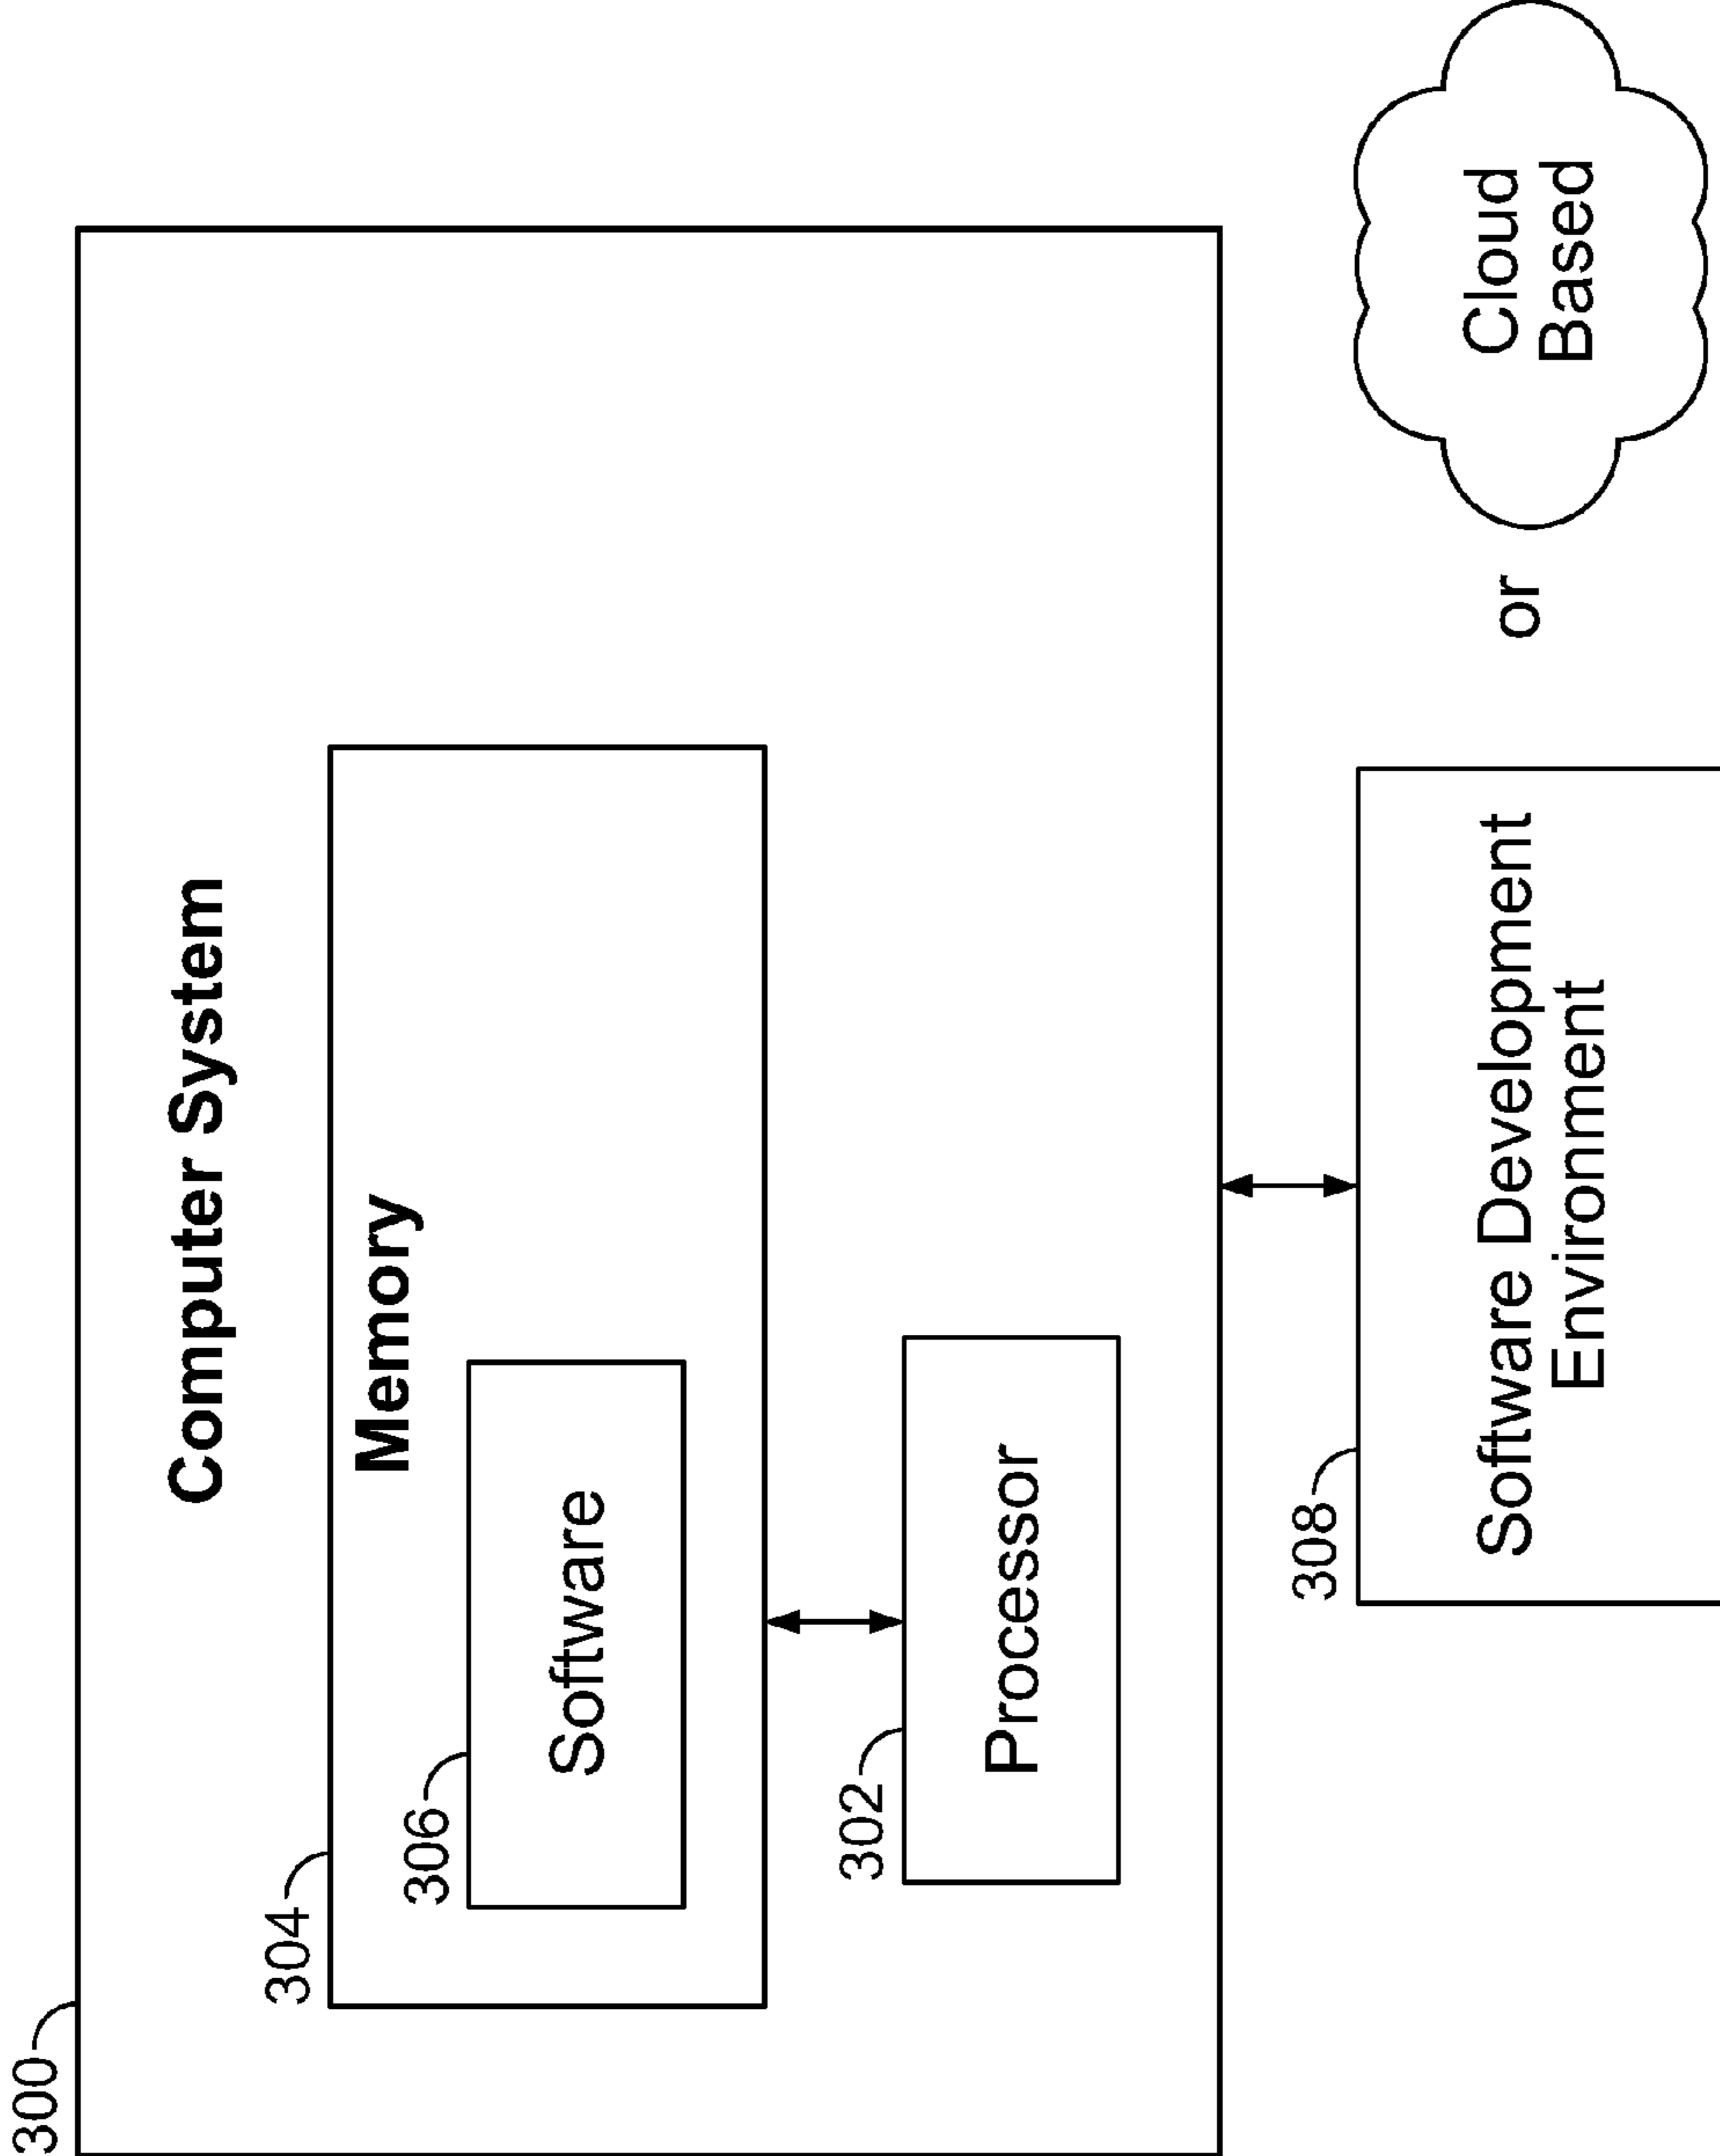 300
Computer System
304
Memory
306
Software
302
Processor
308
Software Development
Environment
or
Cloud
Based